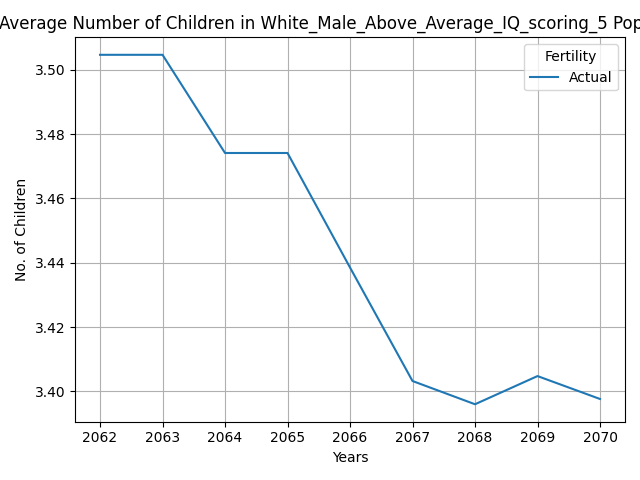 Average Number of Children in White_Male_Above_Average_IQ_scoring_5 Pop
Fertility
Actual
No. of Children
3.50
3.48
3.46
3.44
3.42
3.40
2062 2063 2064 2065 2066 2067 2068 2069 2070
Years